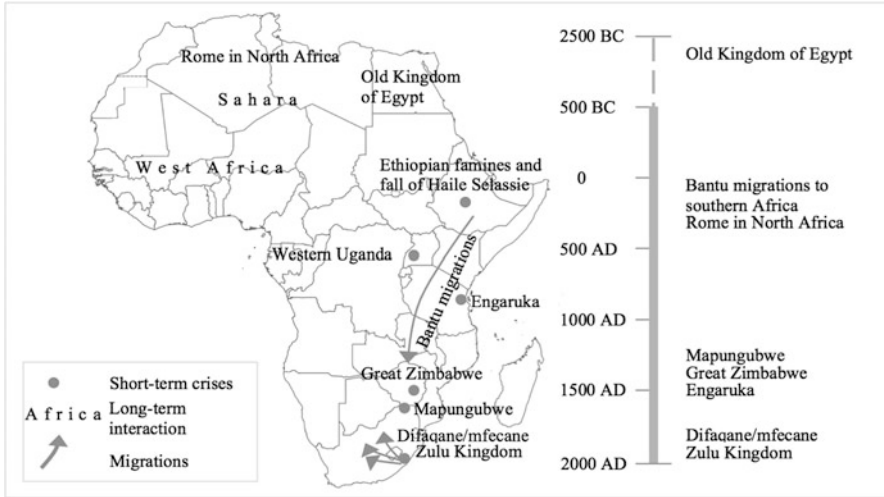 Rome in North Africa
Old Kingdom
of Egypt
Sahara
West Africa
Ethiopian famines and
fall of Haile Selassie
Western Uganda
Bantu migrations
Engaruka
Great Zimbabwe
Mapungubwe
Difaqane/mfecane
Zulu Kingdom
Short-term crises
Africa
Long-term
interaction
Migrations
2500 BC
Old Kingdom of Egypt
500 BC
0
Bantu migrations to
southern Africa
Rome in North Africa
500 AD
1000 AD
Mapungubwe
Great Zimbabwe
Engaruka
1500 AD
Difaqane/mfecane
Zulu Kingdom
2000 AD